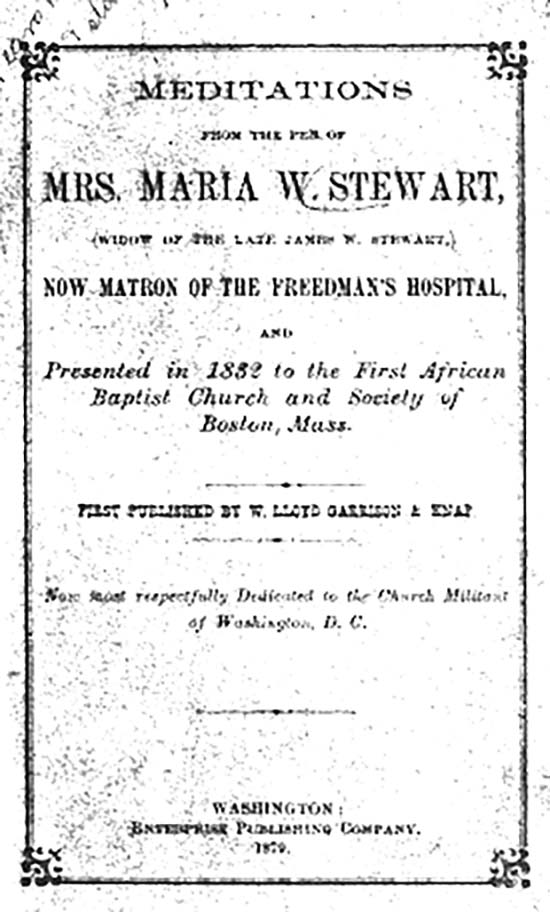 MEDITATIONS
FROM THE PEN OF
MRS. MARIA W. STEWART,
(WIDOW OF THE LATE JAMES W. STEWART,)
NOW MATRON OF THE FREEDMAN'S HOSPITAL,
AND
Presented in 1832 to the First African
Baptist Church and Society of
Boston, Mass.
FIRST PUBLISHED BY W. LLOYD GARRISON & KNAP
Now most respectfully Dedicated to the Church Militant
of Washington, D. C.
WASHINGTON:
ENTERPRISE PUBLISHING COMPANY.
1879.